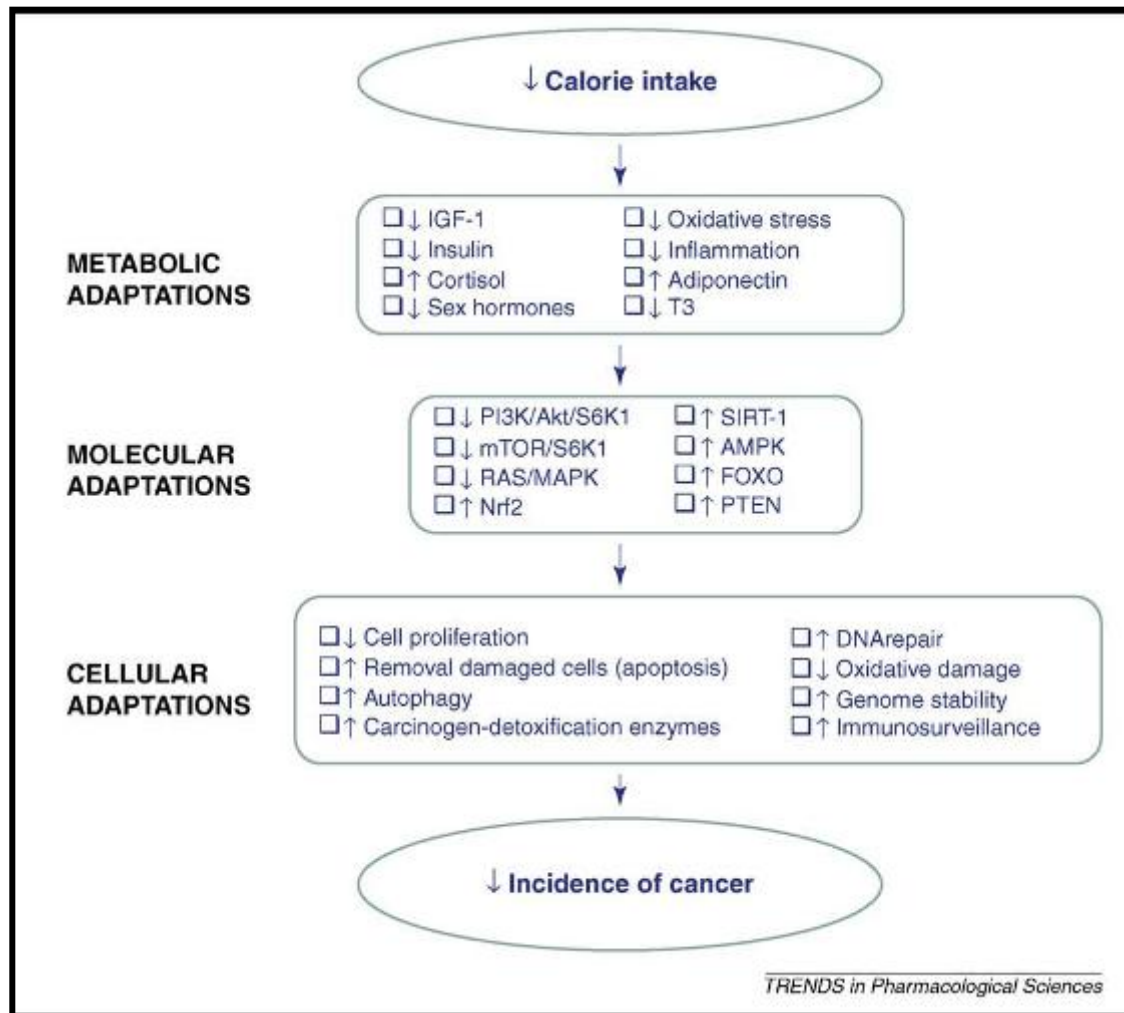 ↓ Calorie intake
METABOLIC
ADAPTATIONS
❑↓ IGF-1
❑↓ Insulin
❑↑ Cortisol
❑↓ Sex hormones
❑↓ Oxidative stress
❑↓ Inflammation
❑↑ Adiponectin
❑↓ T3
MOLECULAR
ADAPTATIONS
❑↓ PI3K/Akt/S6K1
❑↓ mTOR/S6K1
❑↓ RAS/MAPK
❑↑ Nrf2
❑↑ SIRT-1
❑↑ AMPK
❑↑ FOXO
❑↑ PTEN
CELLULAR
ADAPTATIONS
❑↓ Cell proliferation
❑↑ Removal damaged cells (apoptosis)
❑↑ Autophagy
❑↑ Carcinogen-detoxification enzymes
❑↑ DNArepair
❑↓ Oxidative damage
❑↑ Genome stability
❑↑ Immunosurveillance
↓ Incidence of cancer
TRENDS in Pharmacological Sciences